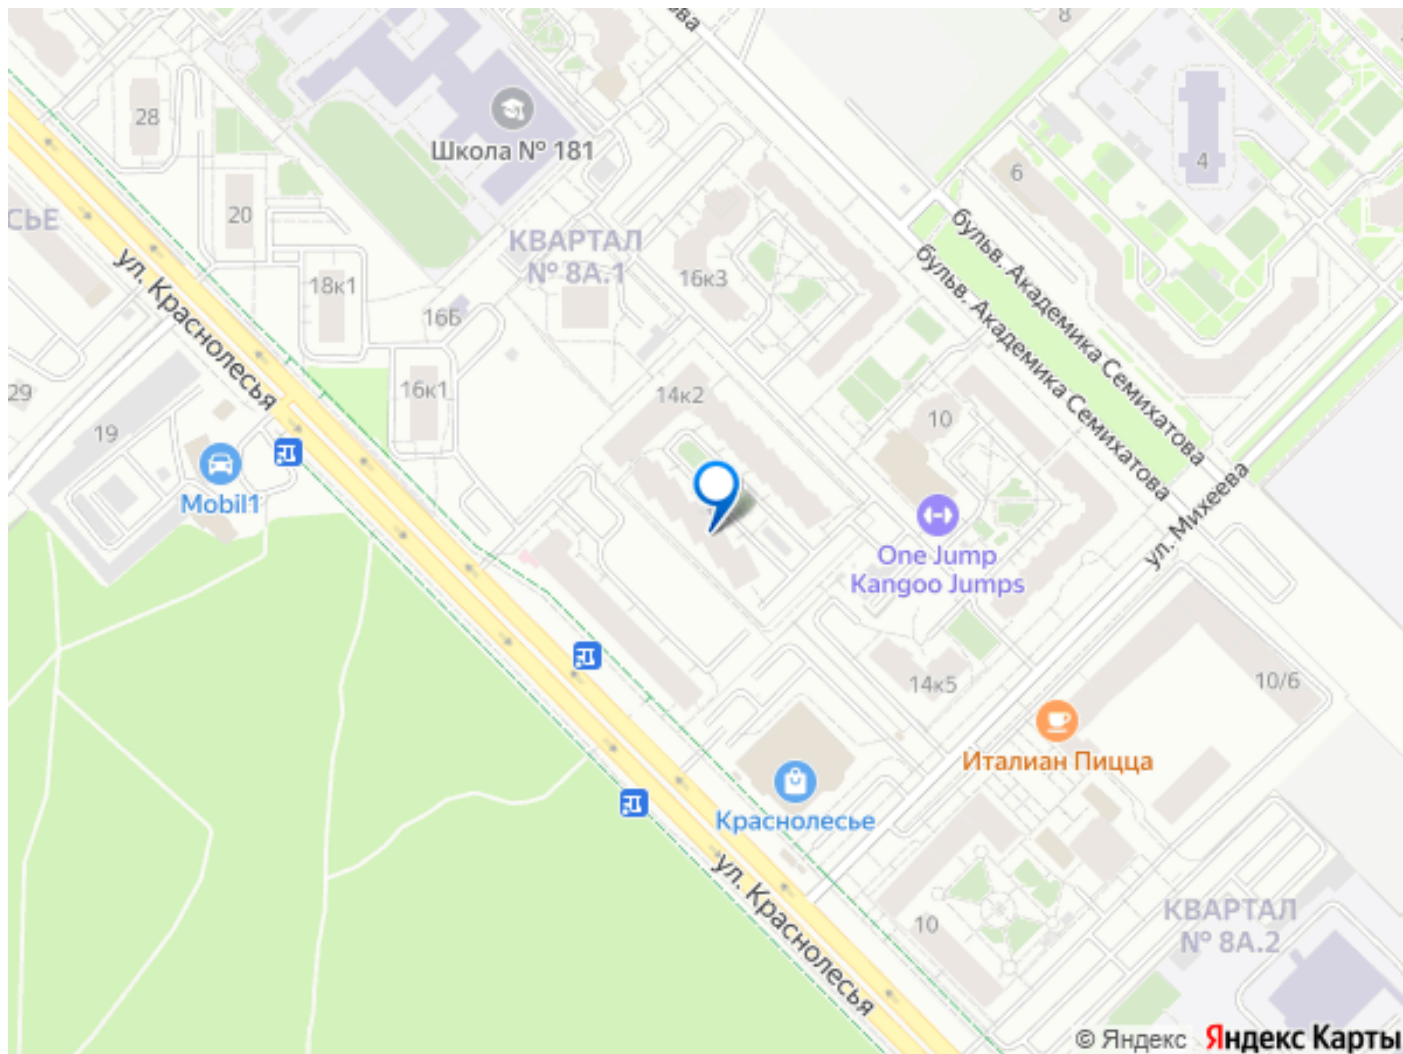 ова
8
28
Школа № 181
4
6
20
СЬЕ
КВАРТАЛ
№ 8А.1
бульв. Академика Семихатова
бульв. Академика Семихатова
ул. Краснолесья
18к1
16к3
16Б
16к1
14к2
29
19
10
Mobil1
ул. Михеева
One Jump
Kangoo Jumps
14к5
10/6
Италиан Пицца
Краснолесье
ул. Краснолесья
10
КВАРТАЛ
№ 8А.2
© Яндекс Яндекс Карты